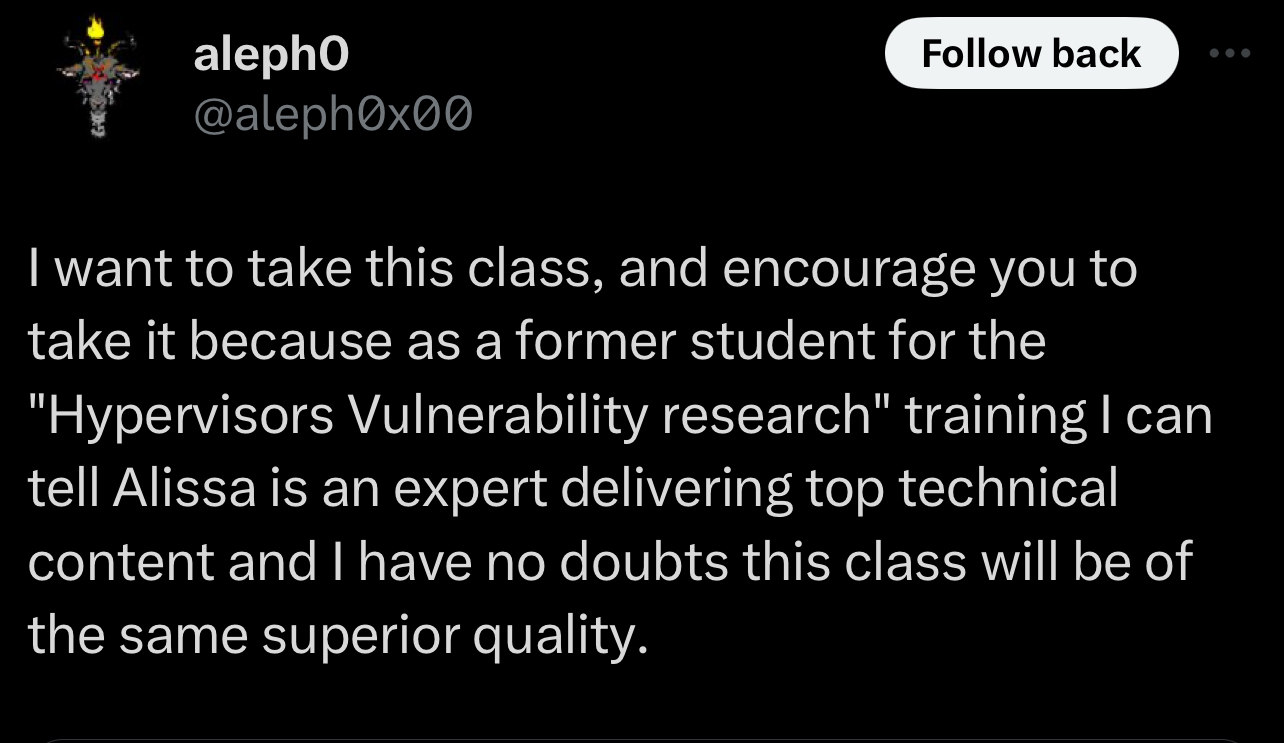 aleph0
@aleph0x00
Follow back
I want to take this class, and encourage you to
take it because as a former student for the
"Hypervisors Vulnerability research" training I can
tell Alissa is an expert delivering top technical
content and I have no doubts this class will be of
the same superior quality.